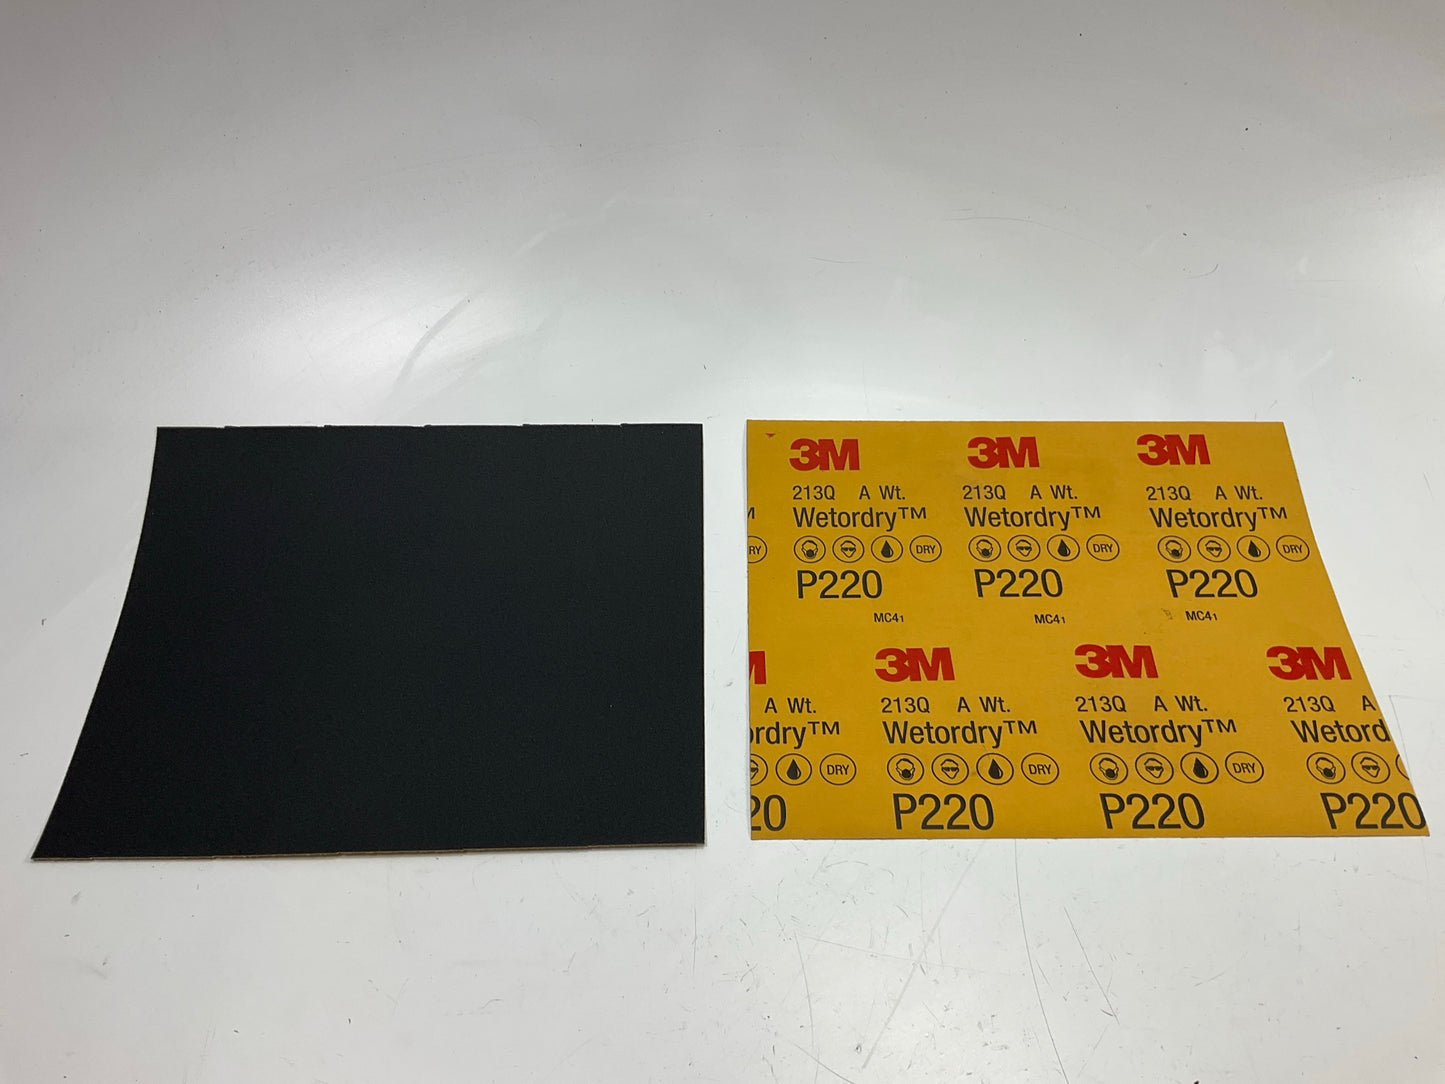 3M 3M 3M
213Q A Wt. 213Q A Wt. 213Q A Wt.
Wetordry™ Wetordry™ Wetordry™
RY DRY DRY DRY
P220 P220 P220
MC41 MC41 MC41
M 3M 3M 3M
A Wt. 213Q A Wt. 213Q A Wt. 213Q A
ordry™ Wetordry™ Wetordry™ Wetord
DRY DRY DRY
20 P220 P220 P220